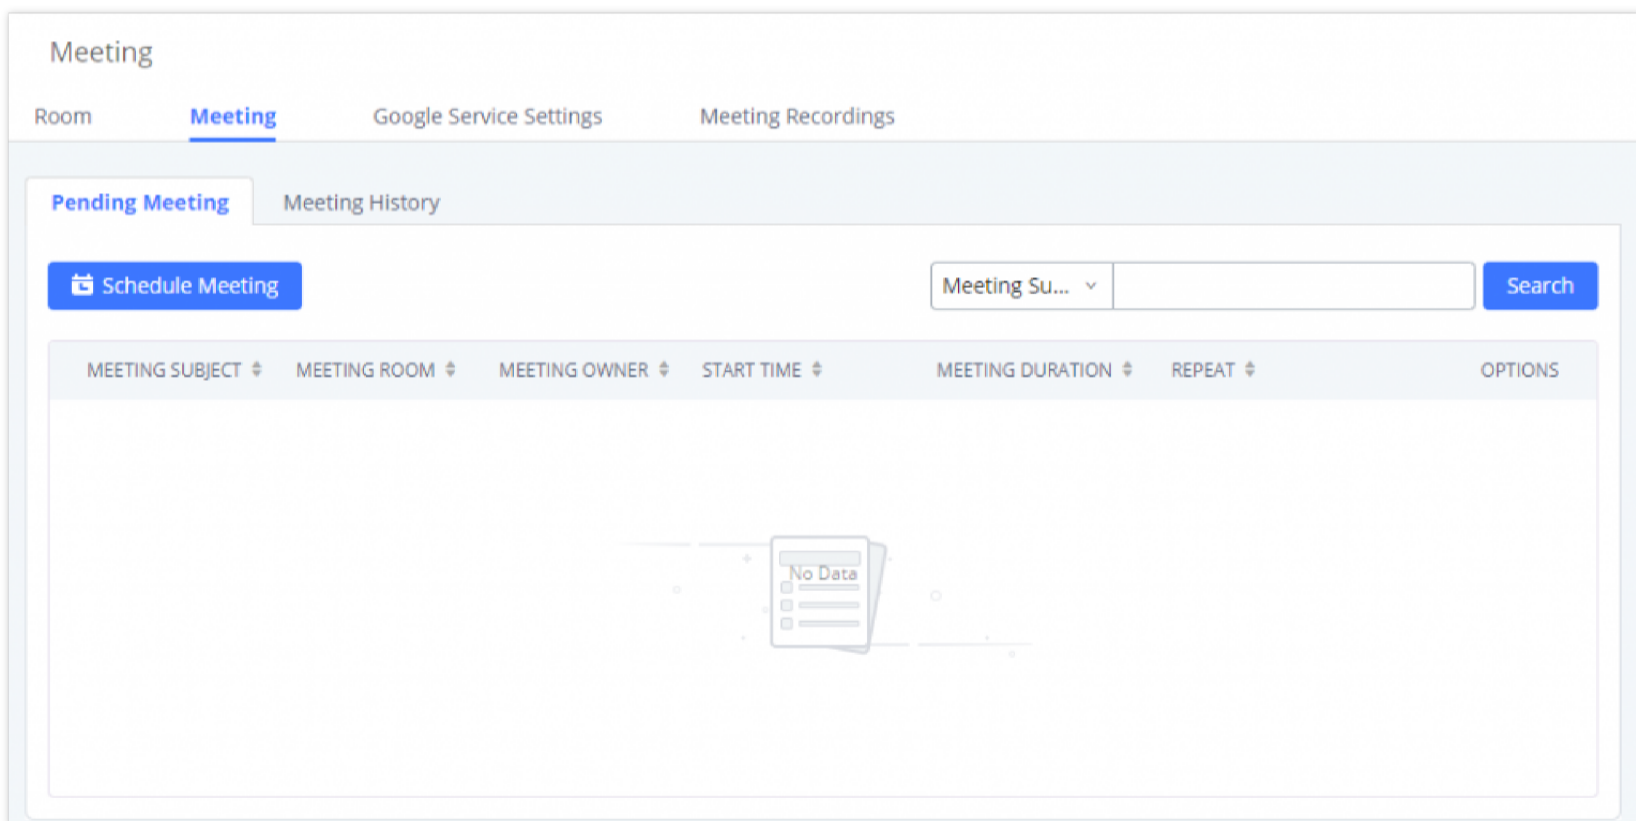 Meeting
Room Meeting Google Service Settings Meeting Recordings
Pending Meeting Meeting History
Schedule Meeting Meeting Su... Search
MEETING SUBJECT MEETING ROOM MEETING OWNER START TIME MEETING DURATION REPEAT OPTIONS
No Data